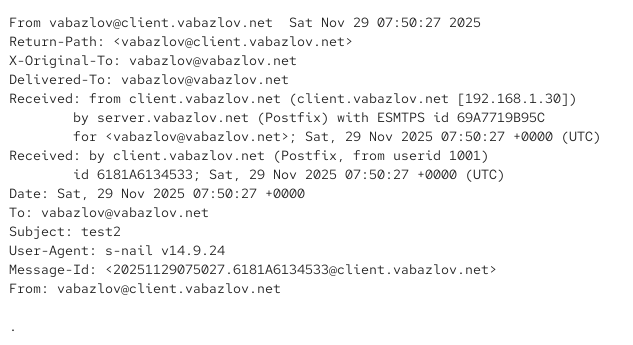 From vabazlov@client.vabazlov.net  Sat Nov 29 07:50:27 2025
Return-Path: <vabazlov@client.vabazlov.net>
X-Original-To: vabazlov@vabazlov.net
Delivered-To: vabazlov@vabazlov.net
Received: from client.vabazlov.net (client.vabazlov.net [192.168.1.30])
        by server.vabazlov.net (Postfix) with ESMTPS id 69A7719B95C
        for <vabazlov@vabazlov.net>; Sat, 29 Nov 2025 07:50:27 +0000 (UTC)
Received: by client.vabazlov.net (Postfix, from userid 1001)
        id 6181A6134533; Sat, 29 Nov 2025 07:50:27 +0000 (UTC)
Date: Sat, 29 Nov 2025 07:50:27 +0000
To: vabazlov@vabazlov.net
Subject: test2
User-Agent: s-nail v14.9.24
Message-Id: <20251129075027.6181A6134533@client.vabazlov.net>
From: vabazlov@client.vabazlov.net

.